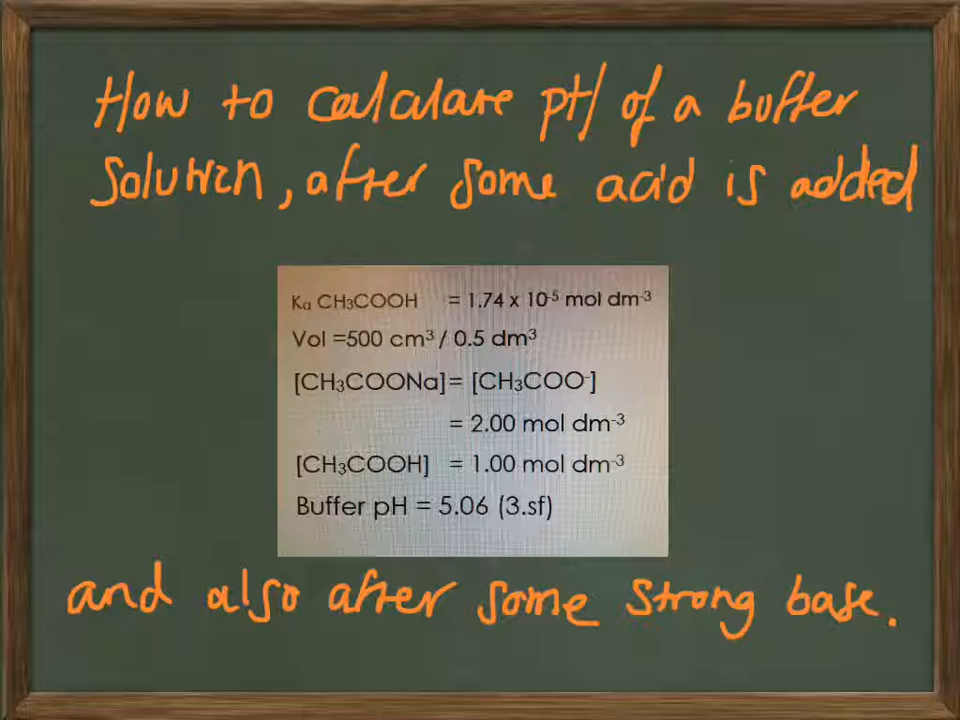 How to calculate pH of a buffer
solution, after some acid is added
Ka CH₃COOH = 1.74 x 10⁻⁵ mol dm⁻³
Vol =500 cm³ / 0.5 dm³
[CH₃COONa]= [CH₃COO⁻]
= 2.00 mol dm⁻³
[CH₃COOH] = 1.00 mol dm⁻³
Buffer pH = 5.06 (3.sf)
and also after some strong base.